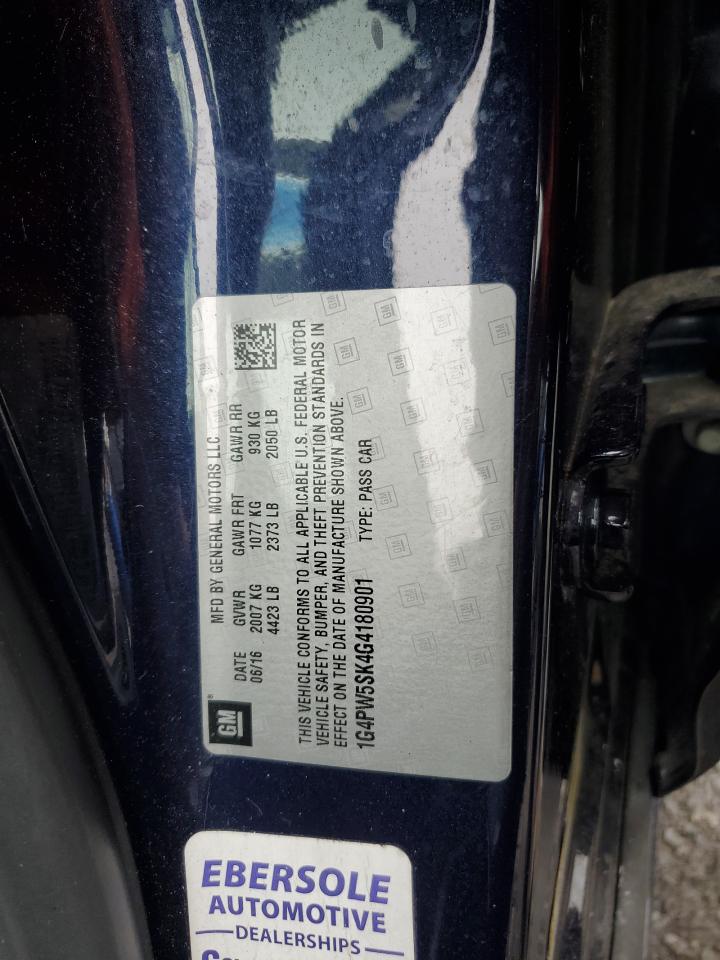 GM
MFD BY GENERAL MOTORS LLC
DATE GVWR GAWR FRT GAWR RR
06/16 2007 KG 1077 KG 930 KG
4423 LB 2373 LB 2050 LB
THIS VEHICLE CONFORMS TO ALL APPLICABLE U.S. FEDERAL MOTOR
VEHICLE SAFETY, BUMPER, AND THEFT PREVENTION STANDARDS IN
EFFECT ON THE DATE OF MANUFACTURE SHOWN ABOVE.
1G4PW5SK4G4180901 TYPE: PASS CAR
EBERSOLE
AUTOMOTIVE
DEALERSHIPS